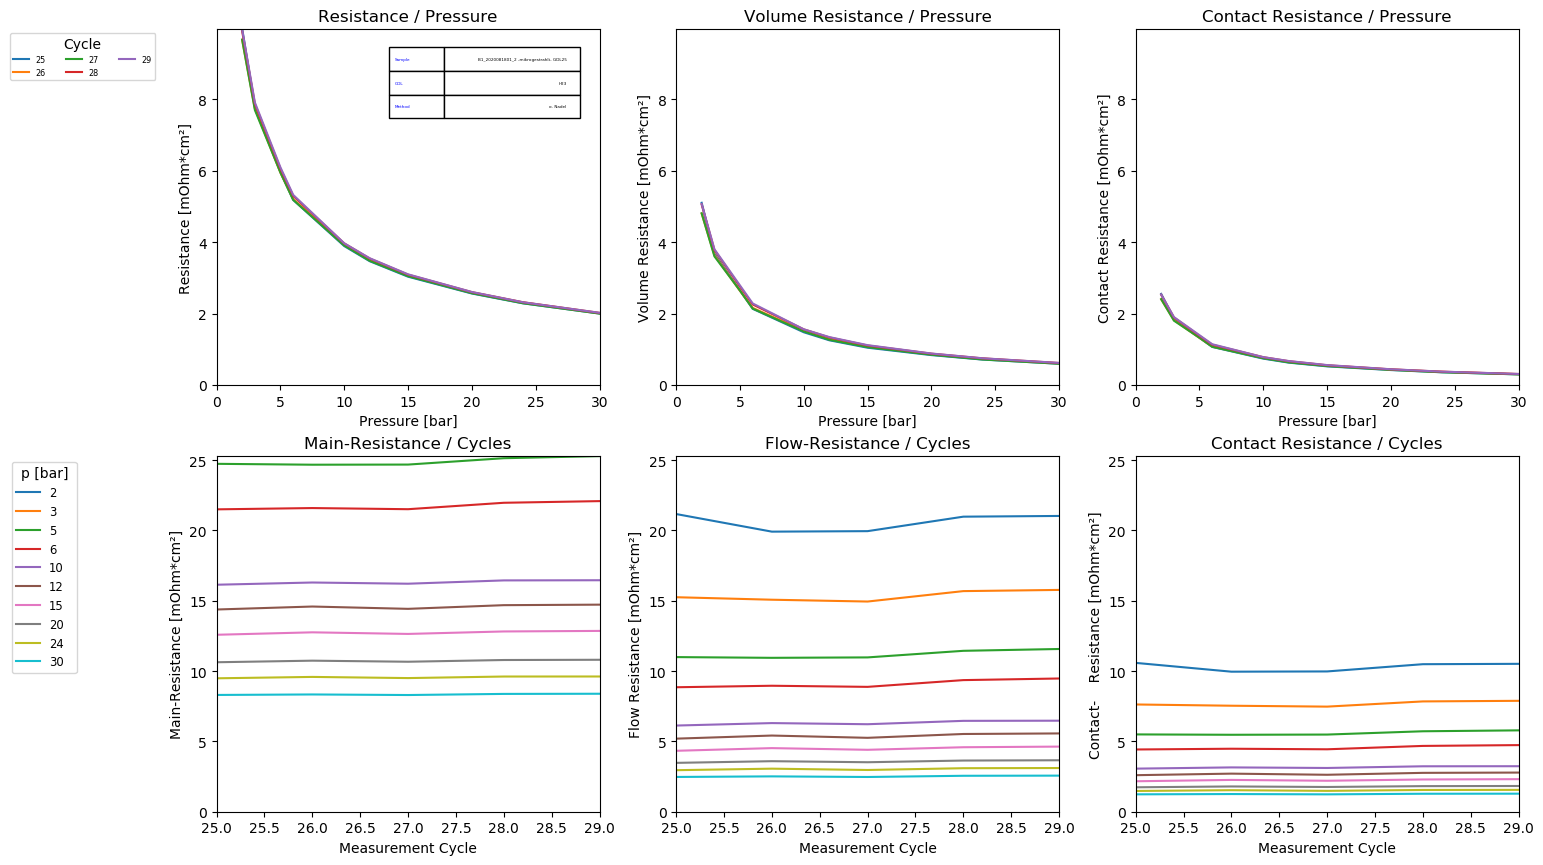 Resistance / Pressure
Volume Resistance / Pressure
Contact Resistance / Pressure
Cycle
25 27 29
26 28
Sample
GDL H23
Method o. Nadel
Resistance [mOhm*cm²]
8
6
4
2
0
0 5 10 15 20 25 30
Pressure [bar]
Volume Resistance [mOhm*cm²]
8
6
4
2
0
0 5 10 15 20 25 30
Pressure [bar]
Contact Resistance [mOhm*cm²]
8
6
4
2
0
0 5 10 15 20 25 30
Pressure [bar]
Main-Resistance / Cycles
Flow-Resistance / Cycles
Contact Resistance / Cycles
p [bar]
2
3
5
6
10
12
15
20
24
30
Main-Resistance [mOhm*cm²]
25
20
15
10
5
0
25.0 25.5 26.0 26.5 27.0 27.5 28.0 28.5 29.0
Measurement Cycle
Flow Resistance [mOhm*cm²]
25
20
15
10
5
0
25.0 25.5 26.0 26.5 27.0 27.5 28.0 28.5 29.0
Measurement Cycle
Contact- Resistance [mOhm*cm²]
25
20
15
10
5
0
25.0 25.5 26.0 26.5 27.0 27.5 28.0 28.5 29.0
Measurement Cycle